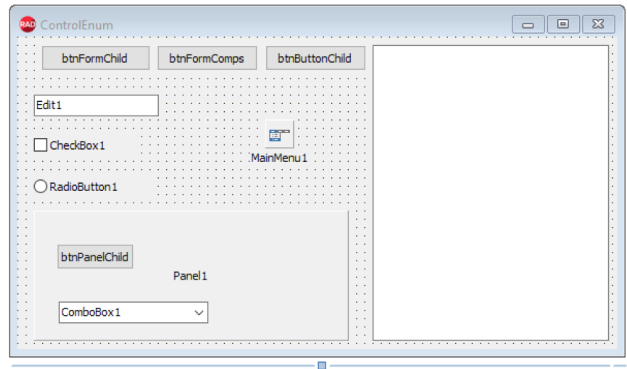 RAD ControlEnum
btnFormChild btnFormComps btnButtonChild
Edit1
CheckBox1
MainMenu1
RadioButton1
btnPanelChild
Panel1
ComboBox1